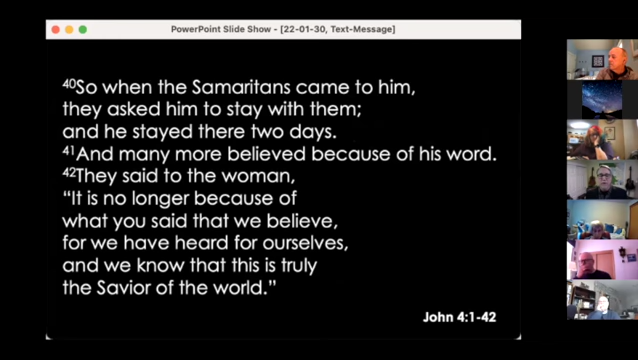 PowerPoint Slide Show - [22-01-30, Text-Message]
⁴⁰So when the Samaritans came to him,
they asked him to stay with them;
and he stayed there two days.
⁴¹And many more believed because of his word.
⁴²They said to the woman,
“It is no longer because of
what you said that we believe,
for we have heard for ourselves,
and we know that this is truly
the Savior of the world.”
John 4:1-42